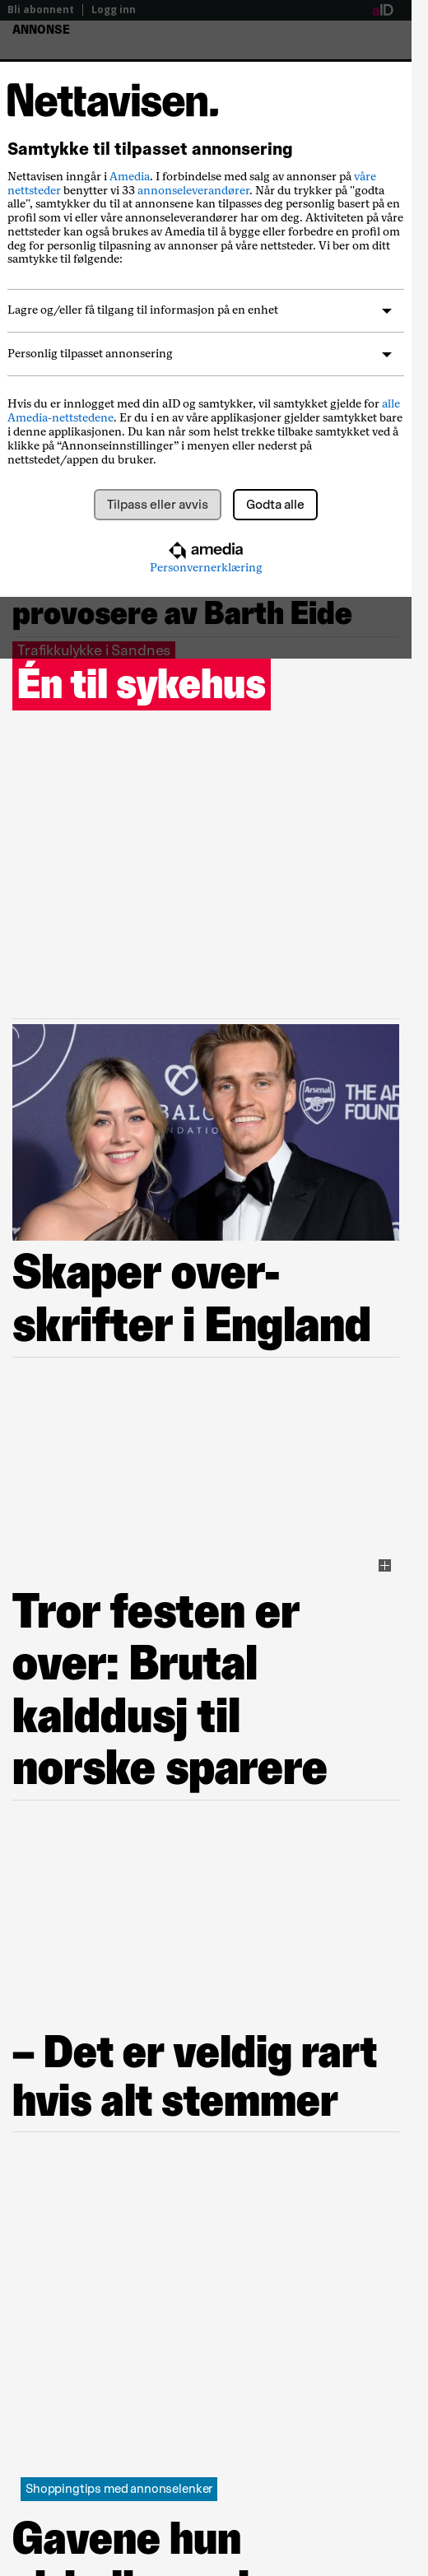 Bli abonnent | Logg inn
aID
ANNONSE
Nettavisen.
Samtykke til tilpasset annonsering
Nettavisen inngår i Amedia. I forbindelse med salg av annonser på våre
nettsteder benytter vi 33 annonseleverandører. Når du trykker på "godta
alle", samtykker du til at annonsene kan tilpasses deg personlig basert på en
profil som vi eller våre annonseleverandører har om deg. Aktiviteten på våre
nettsteder kan også brukes av Amedia til å bygge eller forbedre en profil om
deg for personlig tilpasning av annonser på våre nettsteder. Vi ber om ditt
samtykke til følgende:
Lagre og/eller få tilgang til informasjon på en enhet
Personlig tilpasset annonsering
Hvis du er innlogget med din aID og samtykker, vil samtykket gjelde for alle
Amedia-nettstedene. Er du i en av våre applikasjoner gjelder samtykket bare
i denne applikasjonen. Du kan når som helst trekke tilbake samtykket ved å
klikke på “Annonseinnstillinger” i menyen eller nederst på
nettstedet/appen du bruker.
Tilpass eller avvis
Godta alle
amedia
Personvernerklæring
provosere av Barth Eide
Trafikkulykke i Sandnes
Én til sykehus
Arsenal
THE AR
FOUND
Skaper over-
skrifter i England
Tror festen er
over: Brutal
kalddusj til
norske sparere
– Det er veldig rart
hvis alt stemmer
Shoppingtips med annonselenker
Gavene hun